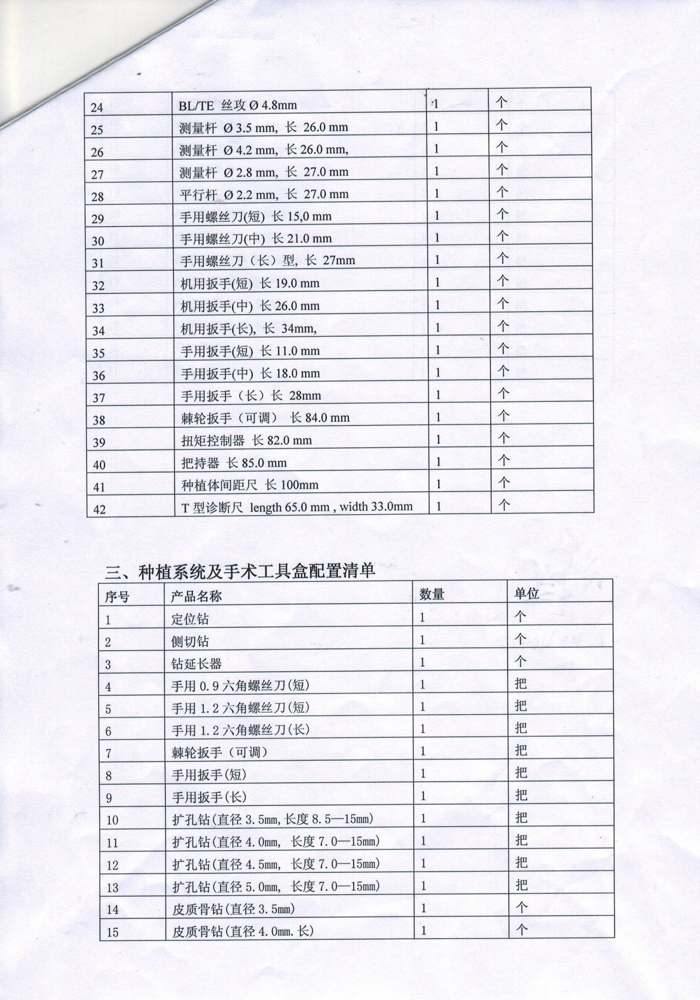 24 BL/TE 丝攻 Ø 4.8mm 1 个
25 测量杆 Ø 3.5 mm, 长 26.0 mm 1 个
26 测量杆 Ø 4.2 mm, 长 26.0 mm, 1 个
27 测量杆 Ø 2.8 mm, 长 27.0 mm 1 个
28 平行杆 Ø 2.2 mm, 长 27.0 mm 1 个
29 手用螺丝刀(短) 长 15,0 mm 1 个
30 手用螺丝刀(中) 长 21.0 mm 1 个
31 手用螺丝刀（长）型, 长 27mm 1 个
32 机用扳手(短) 长 19.0 mm 1 个
33 机用扳手(中) 长 26.0 mm 1 个
34 机用扳手(长), 长 34mm, 1 个
35 手用扳手(短) 长 11.0 mm 1 个
36 手用扳手(中) 长 18.0 mm 1 个
37 手用扳手（长）长 28mm 1 个
38 棘轮扳手（可调） 长 84.0 mm 1 个
39 扭矩控制器 长 82.0 mm 1 个
40 把持器 长 85.0 mm 1 个
41 种植体间距尺 长 100mm 1 个
42 T 型诊断尺 length 65.0 mm , width 33.0mm 1 个
三、种植系统及手术工具盒配置清单
序号 产品名称 数量 单位
1 定位钻 1 个
2 侧切钻 1 个
3 钻延长器 1 个
4 手用 0.9 六角螺丝刀(短) 1 把
5 手用 1.2 六角螺丝刀(短) 1 把
6 手用 1.2 六角螺丝刀(长) 1 把
7 棘轮扳手（可调） 1 把
8 手用扳手(短) 1 把
9 手用扳手(长) 1 把
10 扩孔钻(直径 3.5mm,长度 8.5—15mm) 1 把
11 扩孔钻(直径 4.0mm, 长度 7.0—15mm) 1 把
12 扩孔钻(直径 4.5mm, 长度 7.0—15mm) 1 把
13 扩孔钻(直径 5.0mm, 长度 7.0—15mm) 1 把
14 皮质骨钻(直径 3.5mm) 1 个
15 皮质骨钻(直径 4.0mm.长) 1 个